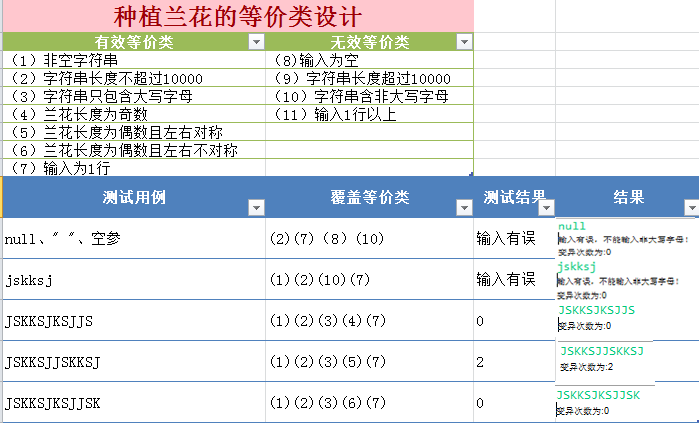 种植兰花的等价类设计
有效等价类 无效等价类
（1）非空字符串 （8)输入为空
（2）字符串长度不超过10000 （9）字符串长度超过10000
（3）字符串只包含大写字母 （10）字符串含非大写字母
（4）兰花长度为奇数 （11）输入1行以上
（5）兰花长度为偶数且左右对称
（6）兰花长度为偶数且左右不对称
（7）输入为1行
测试用例 覆盖等价类 测试结果 结果
null、" "、空参 (2)(7)（8）(10) 输入有误 null
输入有误，不能输入非大写字母！
变异次数为:0
jskksj (1)(2)(10)(7) 输入有误 jskksj
输入有误，不能输入非大写字母！
变异次数为:0
JSKKSJKSJJS (1)(2)(3)(4)(7) 0 JSKKSJKSJJS
变异次数为:0
JSKKSJJSKKSJ (1)(2)(3)(5)(7) 2 JSKKSJJSKKSJ
变异次数为:2
JSKKSJKSJJSK (1)(2)(3)(6)(7) 0 JSKKSJKSJJSK
变异次数为:0